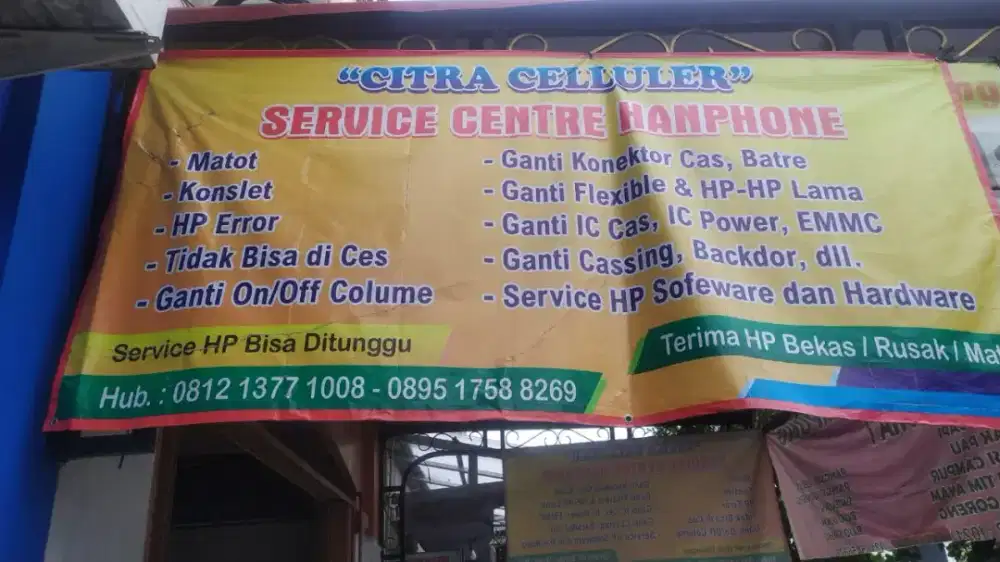 "CITRA CELLULER"
SERVICE CENTRE HANPHONE
- Matot
- Konslet
- HP Error
- Tidak Bisa di Ces
- Ganti On/Off Colume
- Ganti Konektor Cas, Batre
- Ganti Flexible & HP-HP Lama
- Ganti IC Cas, IC Power, EMMC
- Ganti Cassing, Backdor, dll.
- Service HP Sofeware dan Hardware
Service HP Bisa Ditunggu
Hub. : 0812 1377 1008 - 0895 1758 8269
Terima HP Bekas / Rusak /